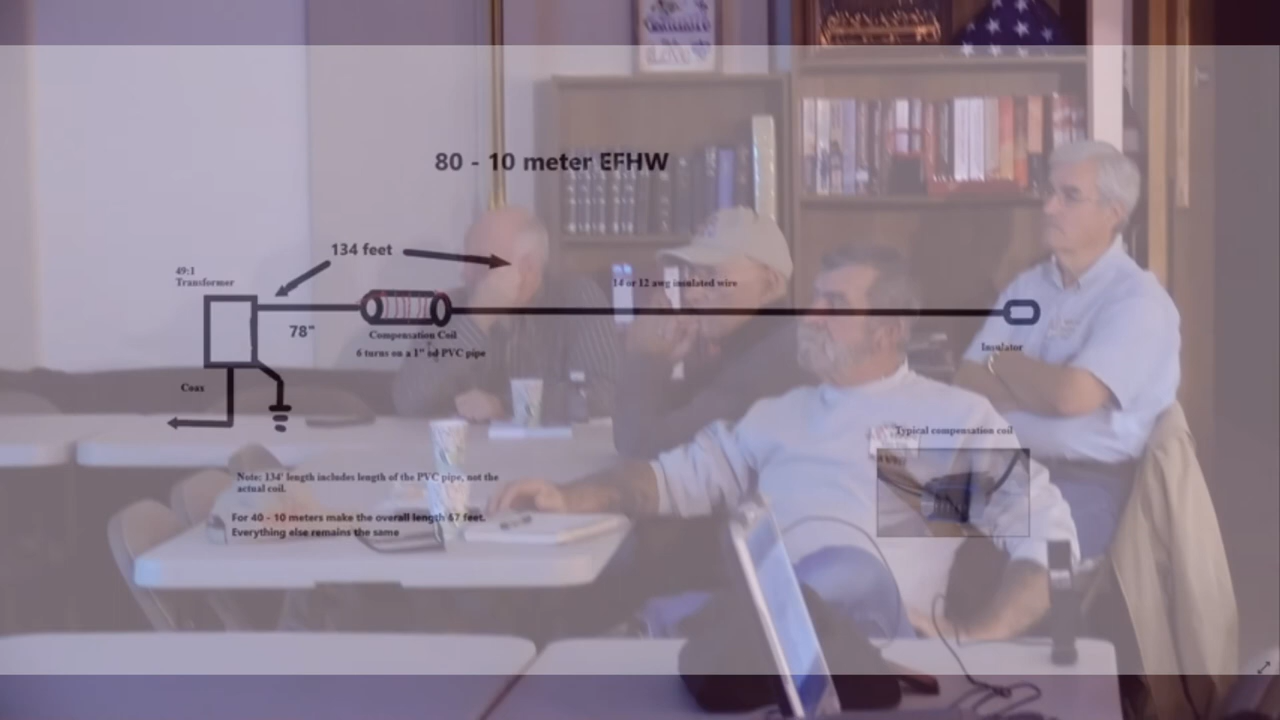 80 - 10 meter EFHW
134 feet
49:1
Transformer
14 or 12 awg insulated wire
78"
Compensation Coil
6 turns on a 1" od PVC pipe
Insulator
Coax
Typical compensation coil
Note: 134' length includes length of the PVC pipe, not the
actual coil.
For 40 - 10 meters make the overall length 67 feet.
Everything else remains the same